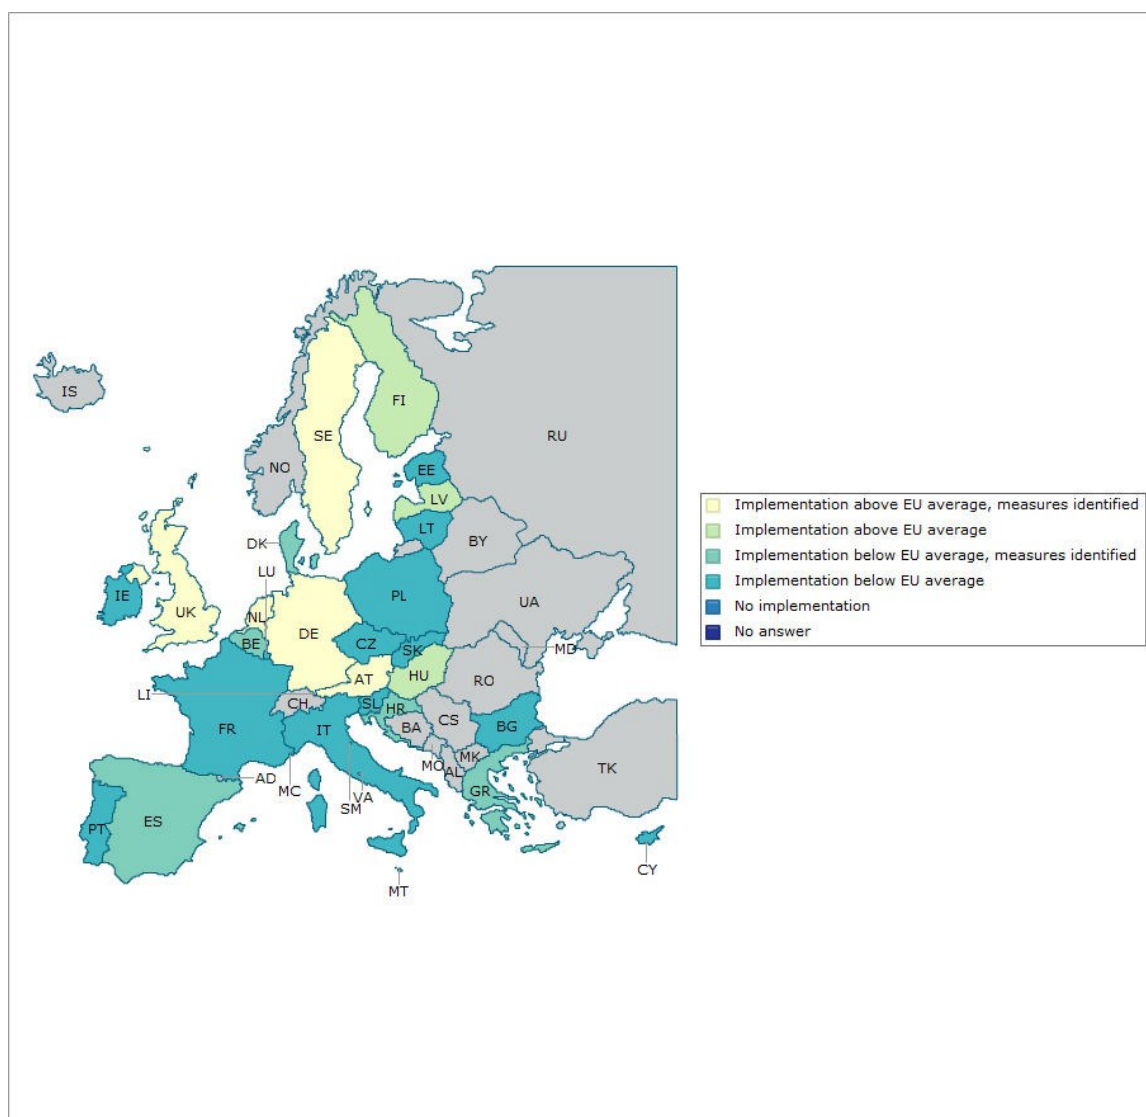 IS
FI
SE
RU
NO
EE
LV
LT
DK
BY
LU
IE
PL
UA
UK
NL
DE
BE
CZ
SK
MD
AT
HU
RO
LI
CH
SL
HR
FR
IT
BA
CS
BG
MK
MO
AL
TK
AD
MC
VA
SM
GR
ES
PT
CY
MT
Implementation above EU average, measures identified
Implementation above EU average
Implementation below EU average, measures identified
Implementation below EU average
No implementation
No answer